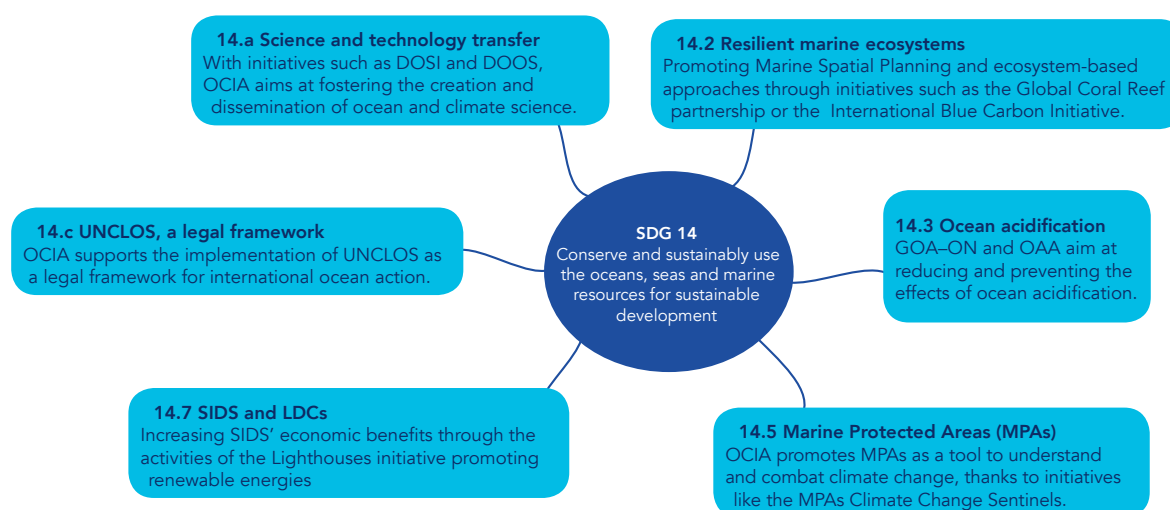 14.a Science and technology transfer
With initiatives such as DOSI and DOOS,
OCIA aims at fostering the creation and
dissemination of ocean and climate science.
14.2 Resilient marine ecosystems
Promoting Marine Spatial Planning and ecosystem-based
approaches through initiatives such as the Global Coral Reef
partnership or the International Blue Carbon Initiative.
14.c UNCLOS, a legal framework
OCIA supports the implementation of UNCLOS as
a legal framework for international ocean action.
SDG 14
Conserve and sustainably use
the oceans, seas and marine
resources for sustainable
development
14.3 Ocean acidification
GOA–ON and OAA aim at
reducing and preventing the
effects of ocean acidification.
14.7 SIDS and LDCs
Increasing SIDS’ economic benefits through the
activities of the Lighthouses initiative promoting
renewable energies
14.5 Marine Protected Areas (MPAs)
OCIA promotes MPAs as a tool to understand
and combat climate change, thanks to initiatives
like the MPAs Climate Change Sentinels.